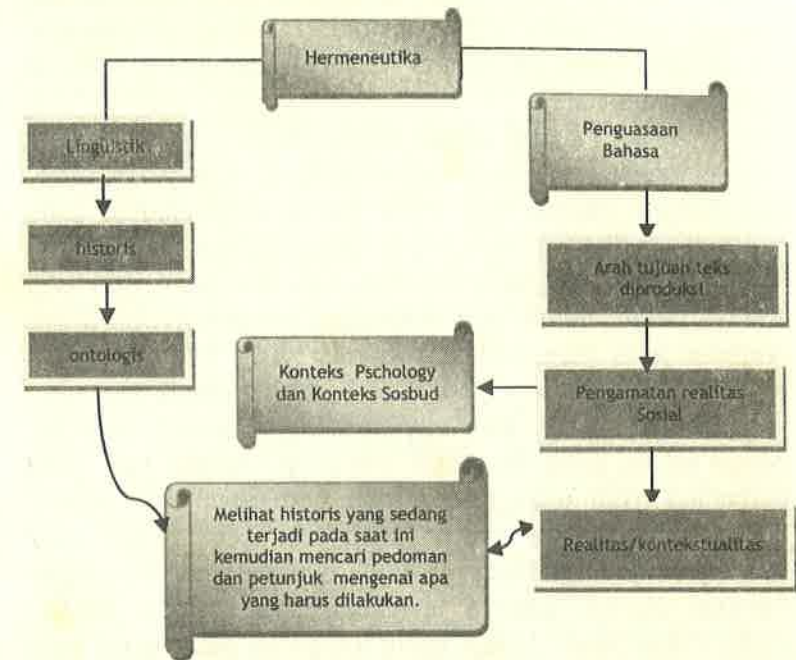 Hermeneutika
Linguistik
Penguasaan
Bahasa
historis
Arah tujuan teks
diproduksi
ontologis
Konteks Pschology
dan Konteks Sosbud
Pengamatan realitas
Sosial
Melihat historis yang sedang
terjadi pada saat ini
kemudian mencari pedoman
dan petunjuk mengenai apa
yang harus dilakukan.
Realitas/kontekstualitas